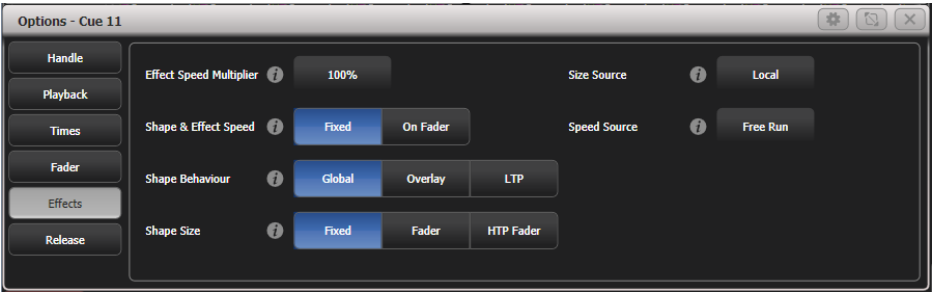 Options - Cue 11
Handle
Playback
Times
Fader
Effects
Release
Effect Speed Multiplier 100% Size Source Local
Shape & Effect Speed Fixed On Fader Speed Source Free Run
Shape Behaviour Global Overlay LTP
Shape Size Fixed Fader HTP Fader